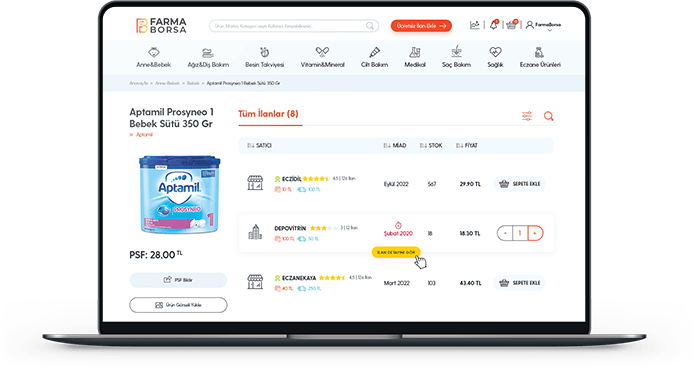 FARMA
BORSA
Ürün, Marka, Kategori veya Kullanıcı Arayabilirsiniz...
Ücretsiz İlan Ekle
FarmaBorsa
Anne&Bebek
Ağız&Diş Bakım
Besin Takviyesi
Vitamin&Mineral
Cilt Bakım
Medikal
Saç Bakım
Sağlık
Eczane Ürünleri
Anasayfa > Anne-Bebek > Bebek > Aptamil Prosyneo 1 Bebek Sütü 350 Gr
Aptamil Prosyneo 1
Bebek Sütü 350 Gr
Aptamil
Aptamil
PROSYNEO
1
PSF: 28.00 TL
PSF Bildir
Ürün Görseli Yükle
Tüm İlanlar (8)
SATICI MİAD STOK FİYAT
ECZİDİL 4.5 | 126 İlan
10 TL 100 TL
Eylül 2022 567 29.90 TL SEPETE EKLE
DEPOVİTRİN 3 | 2 İlan
100 TL 50 TL
Şubat 2020 18 18.30 TL - 1 +
İLAN DETAYINI GÖR
ECZANEKAYA 4.5 | 126 İlan
40 TL 250 TL
Mart 2022 103 43.40 TL SEPETE EKLE